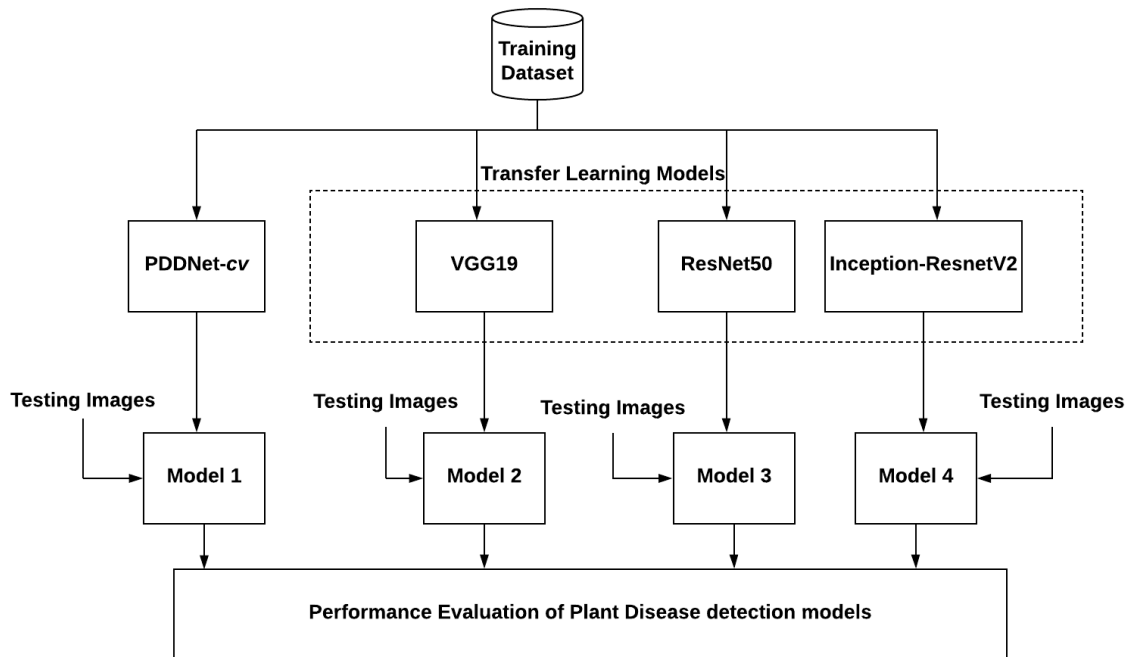 Training
Dataset
Transfer Learning Models
PDDNet-cv
VGG19
ResNet50
Inception-ResnetV2
Testing Images
Testing Images
Testing Images
Testing Images
Model 1
Model 2
Model 3
Model 4
Performance Evaluation of Plant Disease detection models